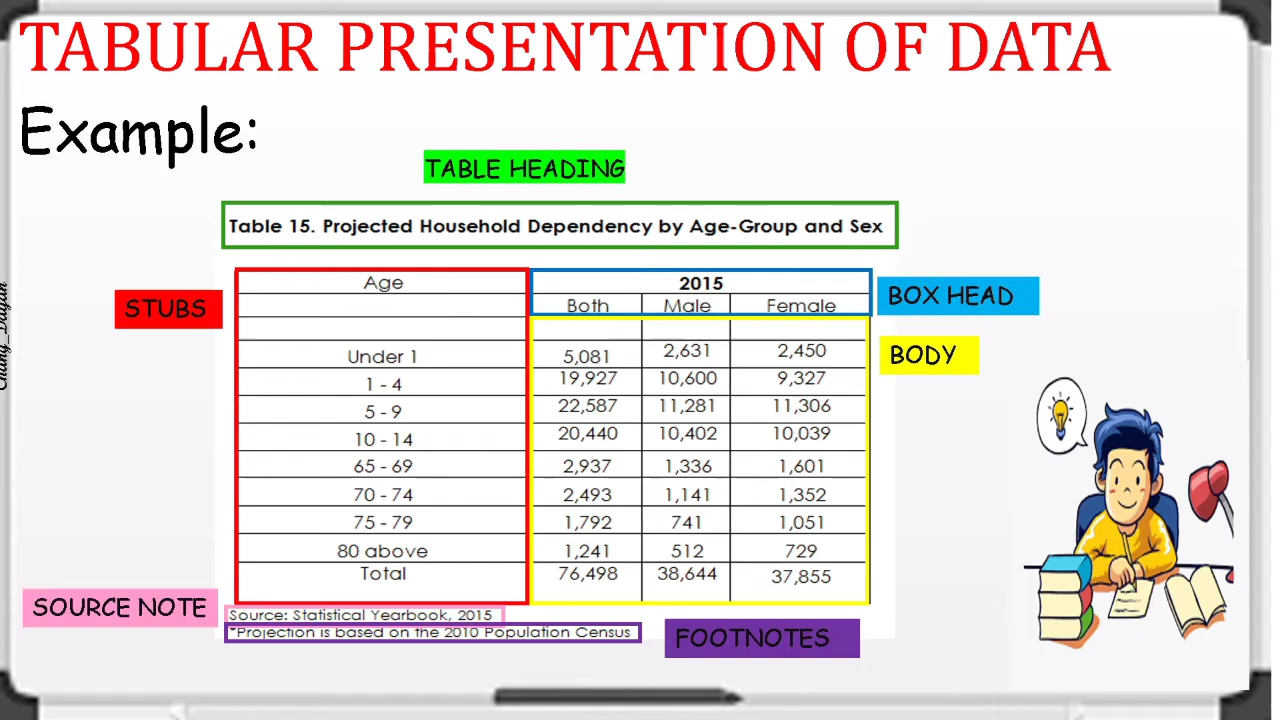 TABULAR PRESENTATION OF DATA
Example:
TABLE HEADING
Table 15. Projected Household Dependency by Age-Group and Sex
STUBS
Age
2015
Both Male Female
BOX HEAD
BODY
Under 1 5,081 2,631 2,450
1 - 4 19,927 10,600 9,327
5 - 9 22,587 11,281 11,306
10 - 14 20,440 10,402 10,039
65 - 69 2,937 1,336 1,601
70 - 74 2,493 1,141 1,352
75 - 79 1,792 741 1,051
80 above 1,241 512 729
Total 76,498 38,644 37,855
SOURCE NOTE
Source: Statistical Yearbook, 2015
*Projection is based on the 2010 Population Census
FOOTNOTES